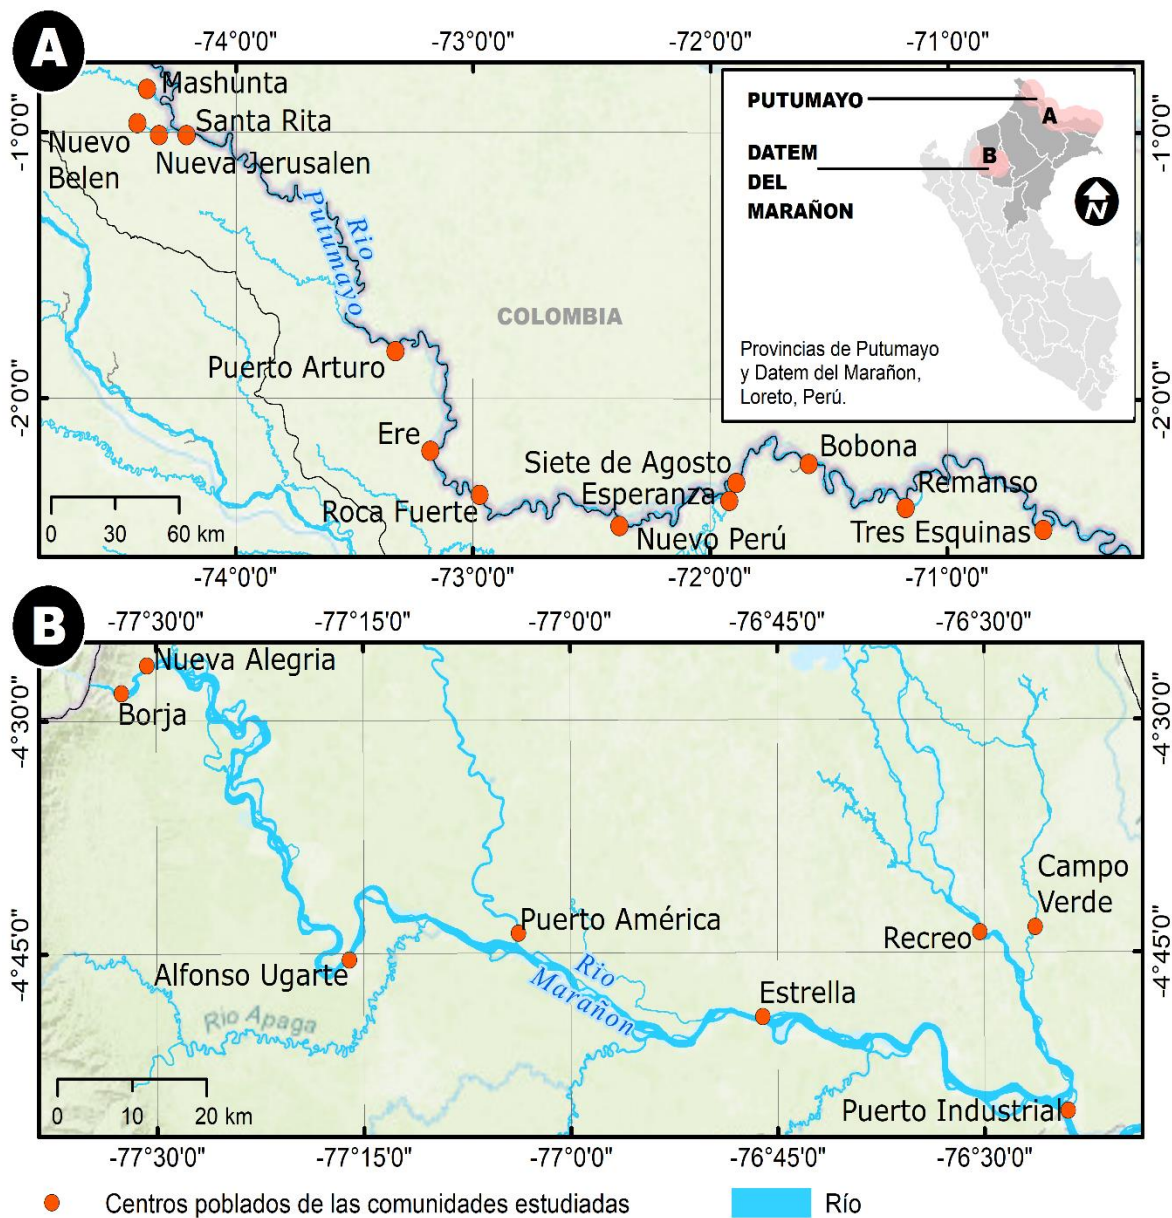 A
-74°0'0"
-73°0'0"
-72°0'0"
-71°0'0"
-1°0'0"
-1°0'0"
Mashunta
Santa Rita
Nuevo
Belen
Nueva Jerusalen
Rio
Putumayo
COLOMBIA
PUTUMAYO
A
B
DATEM
DEL
MARAÑON
N
Provincias de Putumayo
y Datem del Marañon,
Loreto, Perú.
Puerto Arturo
-2°0'0"
-2°0'0"
Ere
Roca Fuerte
Siete de Agosto
Esperanza
Nuevo Perú
Bobona
Remanso
Tres Esquinas
0 30 60 km
-74°0'0"
-73°0'0"
-72°0'0"
-71°0'0"
B
-77°30'0"
-77°15'0"
-77°0'0"
-76°45'0"
-76°30'0"
Nueva Alegria
Borja
-4°30'0"
-4°30'0"
Campo
Verde
Puerto América
Recreo
-4°45'0"
-4°45'0"
Alfonso Ugarte
Rio
Marañon
Rio Apaga
Estrella
Puerto Industrial
0 10 20 km
-77°30'0"
-77°15'0"
-77°0'0"
-76°45'0"
-76°30'0"
Centros poblados de las comunidades estudiadas
Río